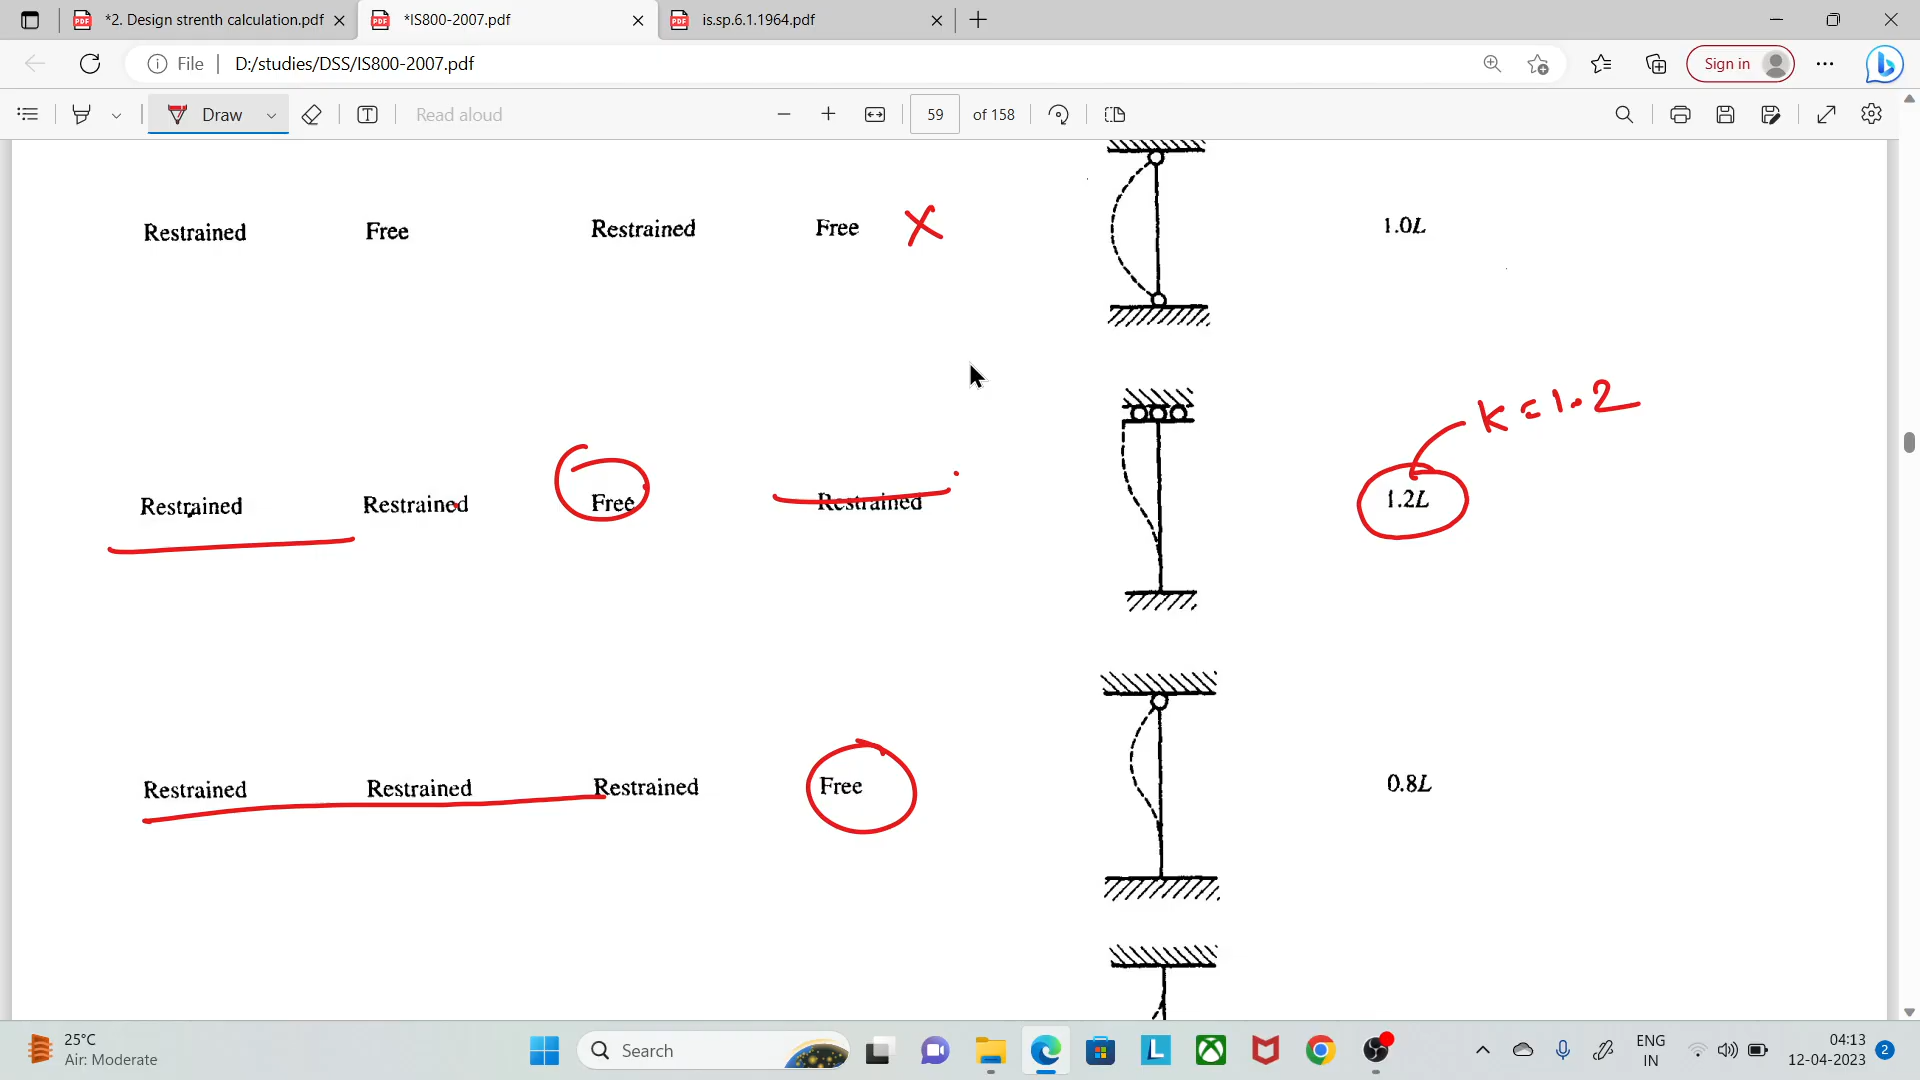 *2. Design strenth calculation.pdf
*IS800-2007.pdf
is.sp.6.1.1964.pdf
File | D:/studies/DSS/IS800-2007.pdf
Sign in
Draw
Read aloud
59 of 158
Restrained Free Restrained Free X 1.0L
K = 1.2
Restrained Restrained Free Restrained 1.2L
Restrained Restrained Restrained Free 0.8L
25°C
Air: Moderate
Search
ENG
IN
04:13
12-04-2023
2